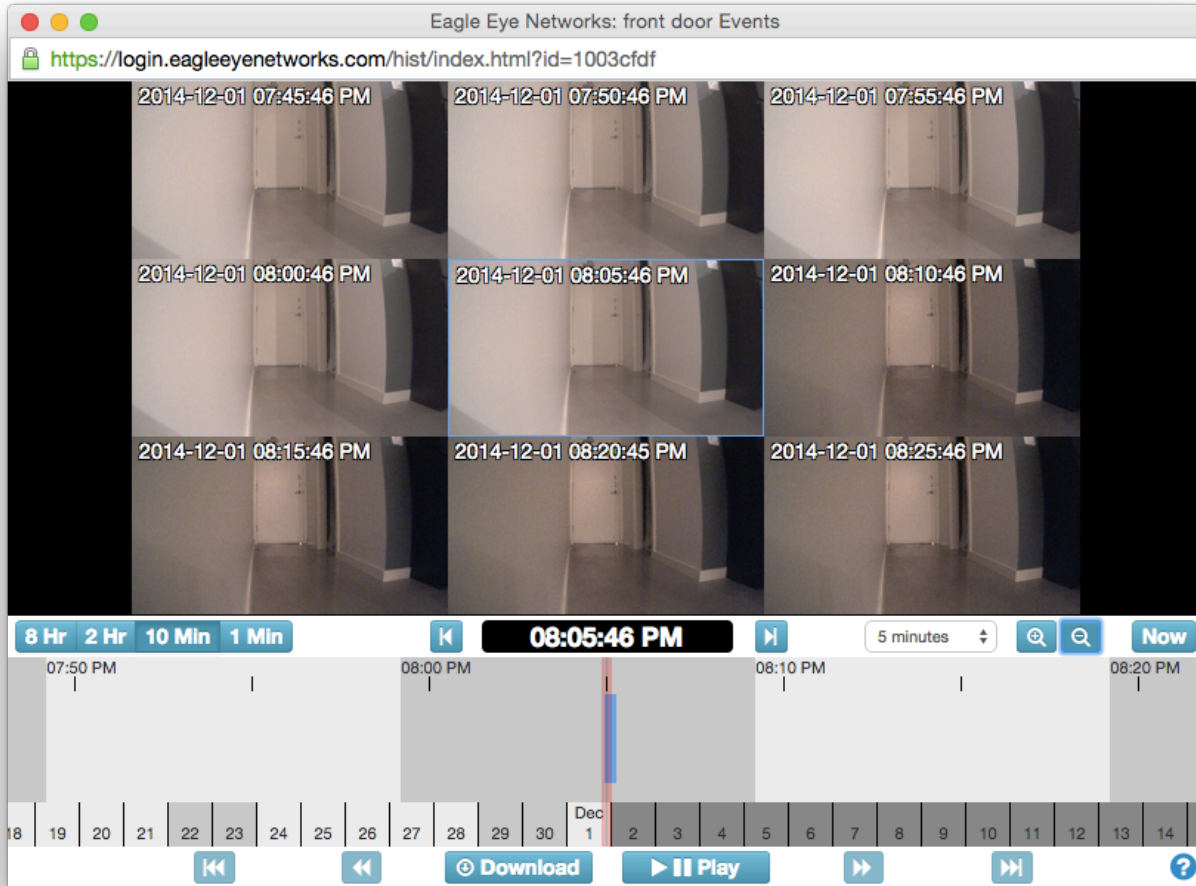 Eagle Eye Networks: front door Events
https://login.eagleeyenetworks.com/hist/index.html?id=1003cfdf
2014-12-01 07:45:46 PM 2014-12-01 07:50:46 PM 2014-12-01 07:55:46 PM
2014-12-01 08:00:46 PM 2014-12-01 08:05:46 PM 2014-12-01 08:10:46 PM
2014-12-01 08:15:46 PM 2014-12-01 08:20:45 PM 2014-12-01 08:25:46 PM
8 Hr 2 Hr 10 Min 1 Min 08:05:46 PM 5 minutes Now
07:50 PM 08:00 PM 08:10 PM 08:20 PM
Dec
18 19 20 21 22 23 24 25 26 27 28 29 30 1 2 3 4 5 6 7 8 9 10 11 12 13 14
Download Play ?